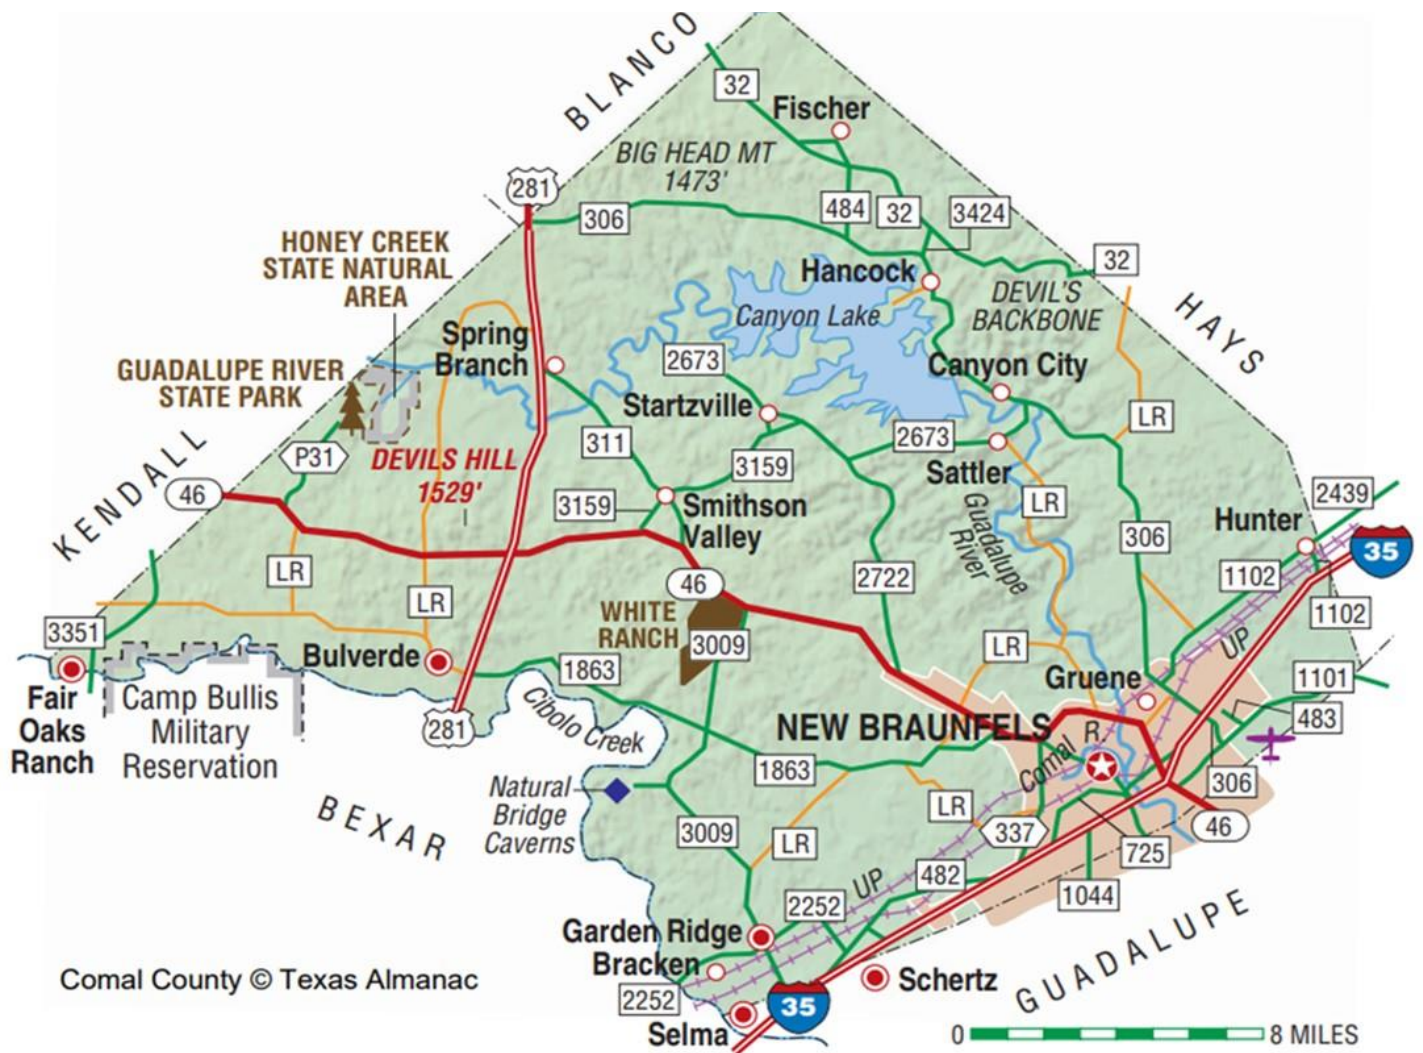 BLANCO
32
Fischer
BIG HEAD MT
1473'
281
306
484
32
3424
HONEY CREEK
STATE NATURAL
AREA
Hancock
32
DEVIL'S
BACKBONE
HAYS
Canyon Lake
Spring
Branch
GUADALUPE RIVER
STATE PARK
2673
Canyon City
Startzville
LR
KENDALL
P31
DEVILS HILL
1529'
311
2673
3159
Sattler
46
3159
Smithson
Valley
LR
Guadalupe
River
2439
Hunter
306
35
LR
46
2722
1102
1102
LR
WHITE
RANCH
3009
3351
LR
UP
Bulverde
1863
Gruene
1101
Fair
Oaks
Ranch
Camp Bullis
Military
Reservation
281
Cibolo Creek
NEW BRAUNFELS
483
Comal R.
1863
306
Natural
Bridge
Caverns
BEXAR
LR
3009
LR
337
46
725
UP
482
1044
2252
GUADALUPE
Garden Ridge
Bracken
Comal County © Texas Almanac
Schertz
2252
35
Selma
0
8 MILES